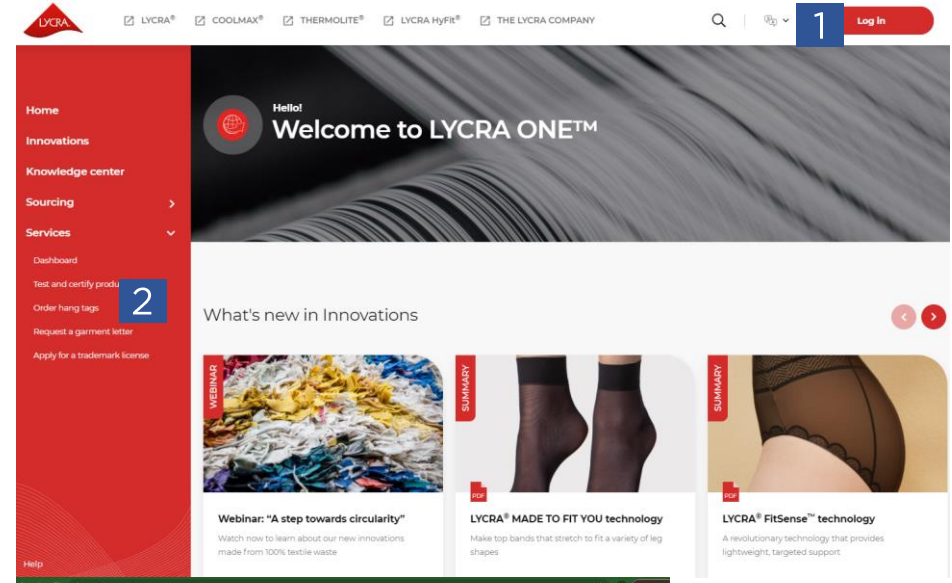 LYCRA.
LYCRA®
COOLMAX®
THERMOLITE®
LYCRA HyFit®
THE LYCRA COMPANY
1
Log in
Home
Innovations
Knowledge center
Sourcing
Services
Dashboard
Test and certify
2
Order hang tags
Request a garment letter
Apply for a trademark license
Help
Hello!
Welcome to LYCRA ONE™
What's new in Innovations
WEBINAR
Webinar: “A step towards circularity”
Watch now to learn about our new innovations
made from 100% textile waste
SUMMARY
PDF
LYCRA® MADE TO FIT YOU technology
Make top bands that stretch to fit a variety of leg
shapes
SUMMARY
PDF
LYCRA® FitSense™ technology
A revolutionary technology that provides
lightweight, targeted support